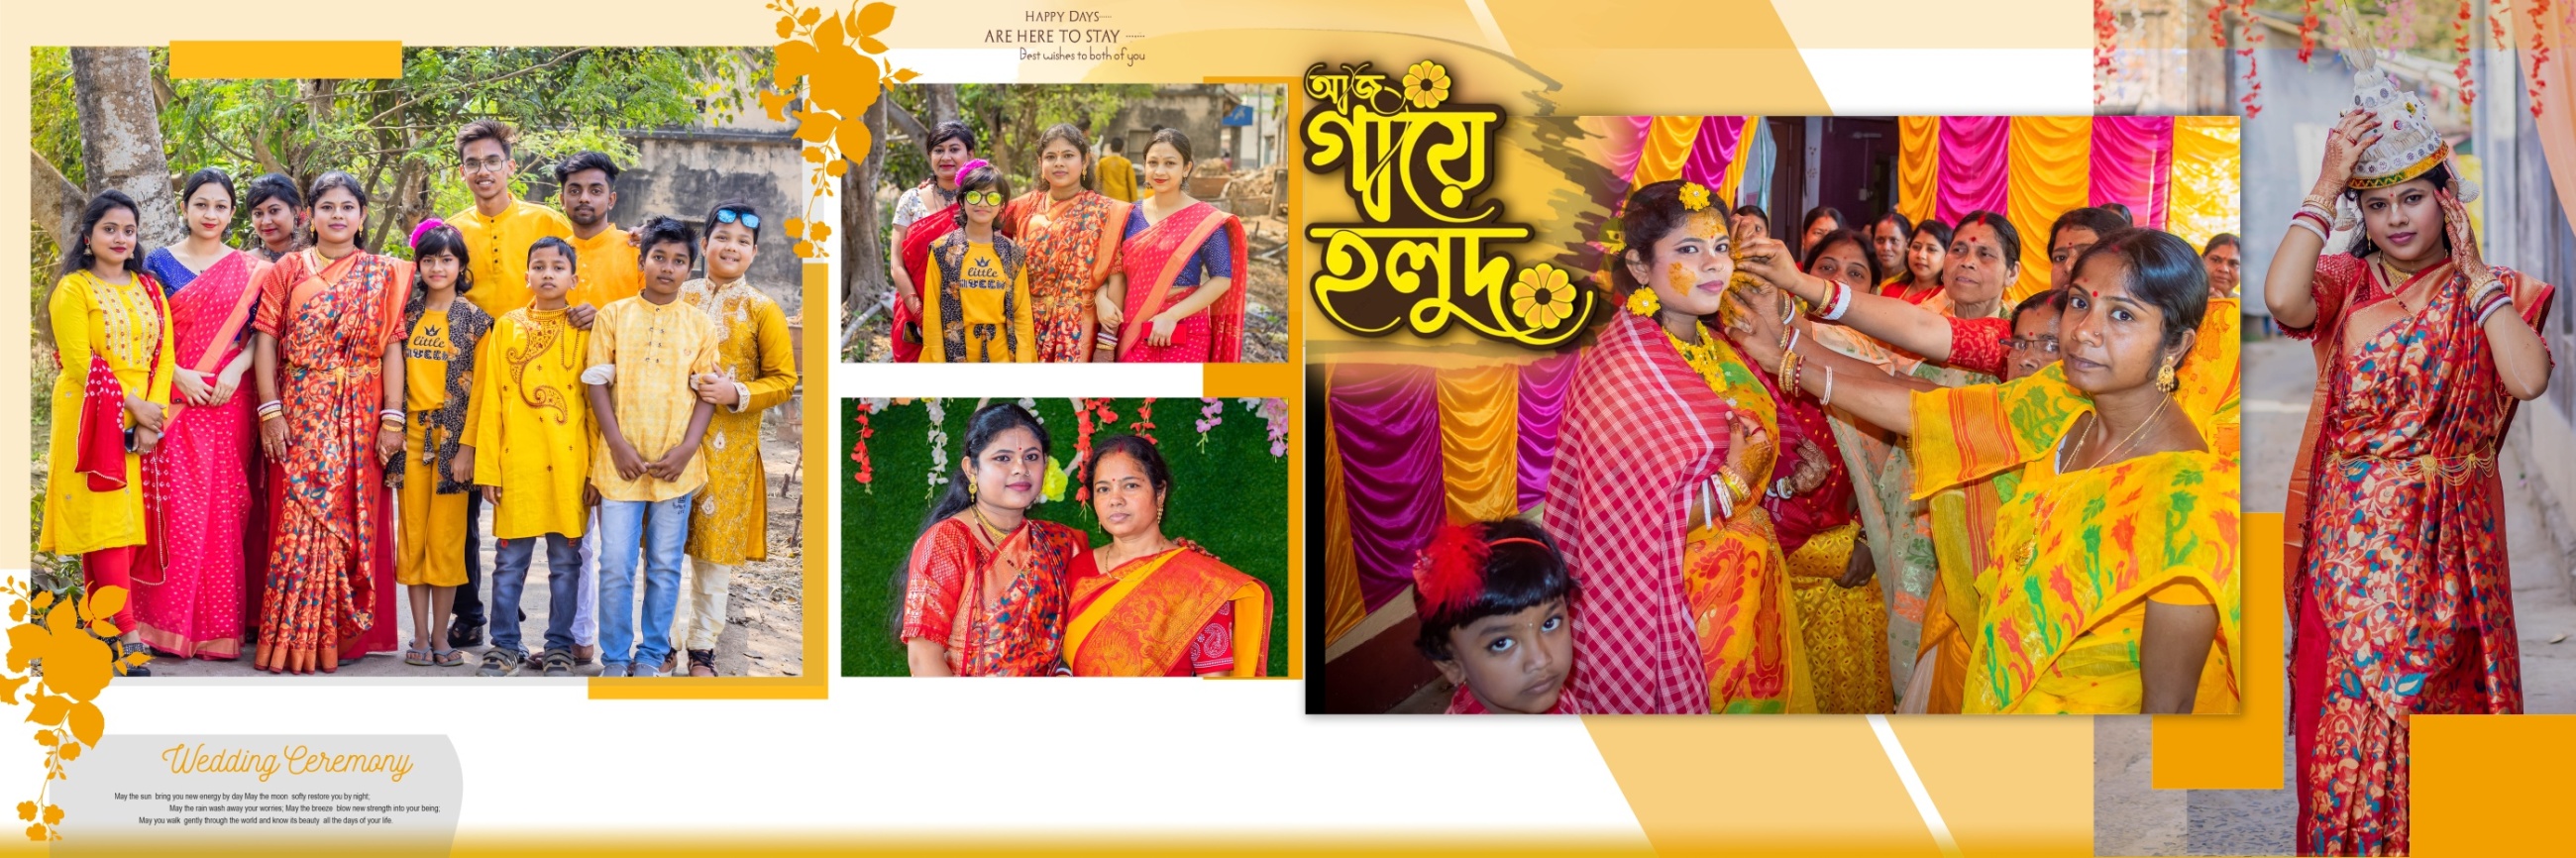 HAPPY DAYS.....
ARE HERE TO STAY .......
Best wishes to both of you
আজ
গায়ে
হলুদ
little
QUEEN
little
QUEEN
Wedding Ceremony
May the sun bring you new energy by day May the moon softy restore you by night;
May the rain wash away your worries; May the breeze blow new strength into your being;
May you walk gently through the world and know its beauty all the days of your life.